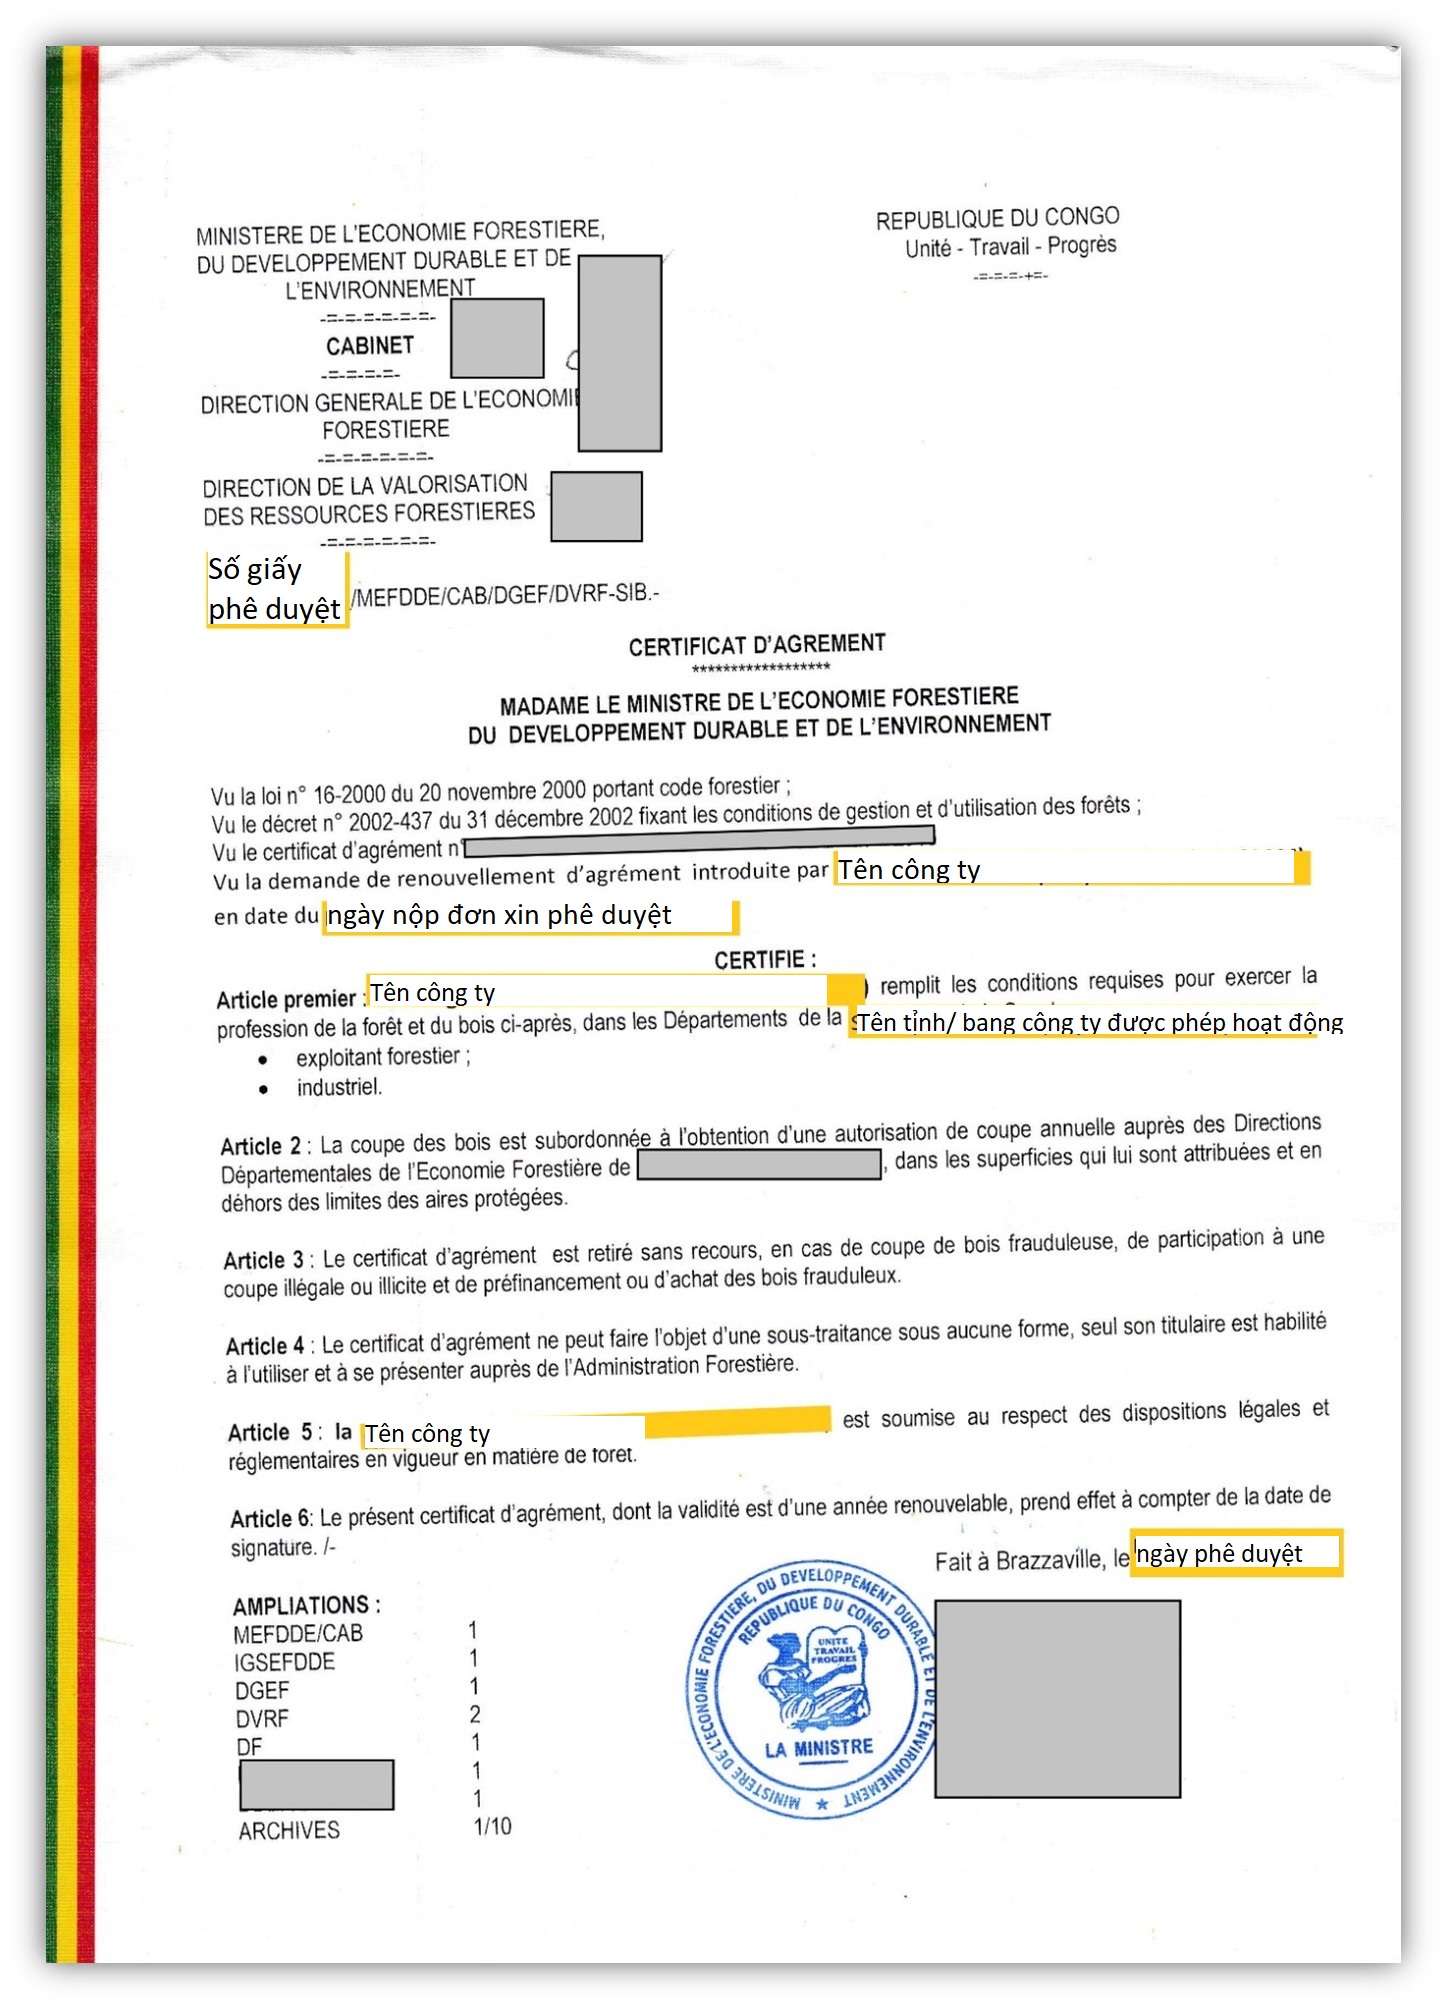 MINISTERE DE L'ECONOMIE FORESTIERE,
DU DEVELOPPEMENT DURABLE ET DE
L'ENVIRONNEMENT
-=-=-=-=-=-=-
CABINET
-=-=-=-=-
DIRECTION GENERALE DE L'ECONOMI
FORESTIERE
-=-=-=-=-=-=-
DIRECTION DE LA VALORISATION
DES RESSOURCES FORESTIERES
-=-=-=-=-=-=-
REPUBLIQUE DU CONGO
Unité - Travail - Progrès
-=-=-=-+=-
Số giấy
phê duyệt /MEFDDE/CAB/DGEF/DVRF-SIB.-
CERTIFICAT D'AGREMENT
******************
MADAME LE MINISTRE DE L'ECONOMIE FORESTIERE
DU DEVELOPPEMENT DURABLE ET DE L'ENVIRONNEMENT
Vu la loi n° 16-2000 du 20 novembre 2000 portant code forestier ;
Vu le décret n° 2002-437 du 31 décembre 2002 fixant les conditions de gestion et d'utilisation des forêts ;
Vu le certificat d'agrément n°
Vu la demande de renouvellement d'agrément introduite par Tên công ty
en date du ngày nộp đơn xin phê duyệt
CERTIFIE :
Article premier : Tên công ty ) remplit les conditions requises pour exercer la
profession de la forêt et du bois ci-après, dans les Départements de la Tên tỉnh/ bang công ty được phép hoạt động
• exploitant forestier ;
• industriel.
Article 2 : La coupe des bois est subordonnée à l'obtention d'une autorisation de coupe annuelle auprès des Directions
Départementales de l'Economie Forestière de , dans les superficies qui lui sont attribuées et en
déhors des limites des aires protégées.
Article 3 : Le certificat d'agrément est retiré sans recours, en cas de coupe de bois frauduleuse, de participation à une
coupe illégale ou illicite et de préfinancement ou d'achat des bois frauduleux.
Article 4 : Le certificat d'agrément ne peut faire l'objet d'une sous-traitance sous aucune forme, seul son titulaire est habilité
à l'utiliser et à se présenter auprès de l'Administration Forestière.
Article 5 : la Tên công ty est soumise au respect des dispositions légales et
réglementaires en vigueur en matière de foret.
Article 6: Le présent certificat d'agrément, dont la validité est d'une année renouvelable, prend effet à compter de la date de
signature. /-
Fait à Brazzaville, le ngày phê duyệt
AMPLIATIONS :
MEFDDE/CAB 1
IGSEFDDE 1
DGEF 1
DVRF 2
DF 1
1
1
ARCHIVES 1/10
MINISTERE DE L'ECONOMIE FORESTIERE, DU DEVELOPPEMENT DURABLE ET DE L'ENVIRONNEMENT
REPUBLIQUE DU CONGO
UNITE
TRAVAIL
PROGRES
LA MINISTRE